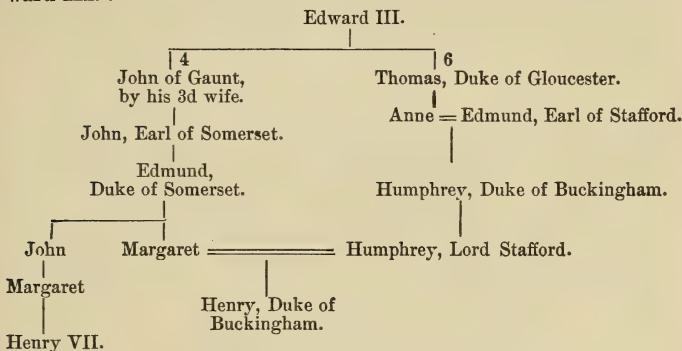 Edward III.
4
6
John of Gaunt,
by his 3d wife.
Thomas, Duke of Gloucester.
Anne = Edmund, Earl of Stafford.
John, Earl of Somerset.
Edmund,
Duke of Somerset.
Humphrey, Duke of Buckingham.
John
Margaret
Humphrey, Lord Stafford.
Margaret
Henry, Duke of
Buckingham.
Henry VII.